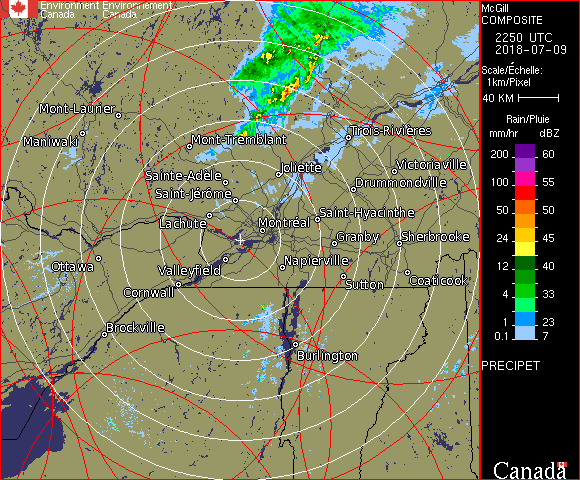 Environment Environnement
Canada Canada
McGill
COMPOSITE
2250 UTC
2018-07-09
Scale/Échelle:
1km/Pixel
40 KM
Rain/Pluie
mm/hr dBZ
200 60
150 57
100 55
50 50
24 45
12 40
4 33
1 23
0.1 7
PRECIPET
Canada
Mont-Laurier
Maniwaki
Mont-Tremblant
Trois-Rivières
Sainte-Adèle
Joliette
Victoriaville
Saint-Jérôme
Drummondville
Lachute
Saint-Hyacinthe
Montréal
Granby
Sherbrooke
Ottawa
Valleyfield
Napierville
Cornwall
Sutton
Coaticook
Brockville
Burlington